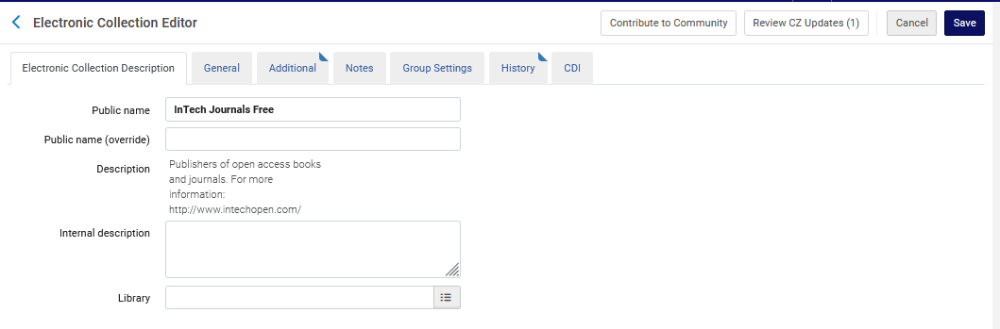 Electronic Collection Editor
Contribute to Community
Review CZ Updates (1)
Cancel
Save
Electronic Collection Description
General
Additional
Notes
Group Settings
History
CDI
Public name
InTech Journals Free
Public name (override)
Description
Publishers of open access books
and journals. For more
information:
http://www.intechopen.com/
Internal description
Library